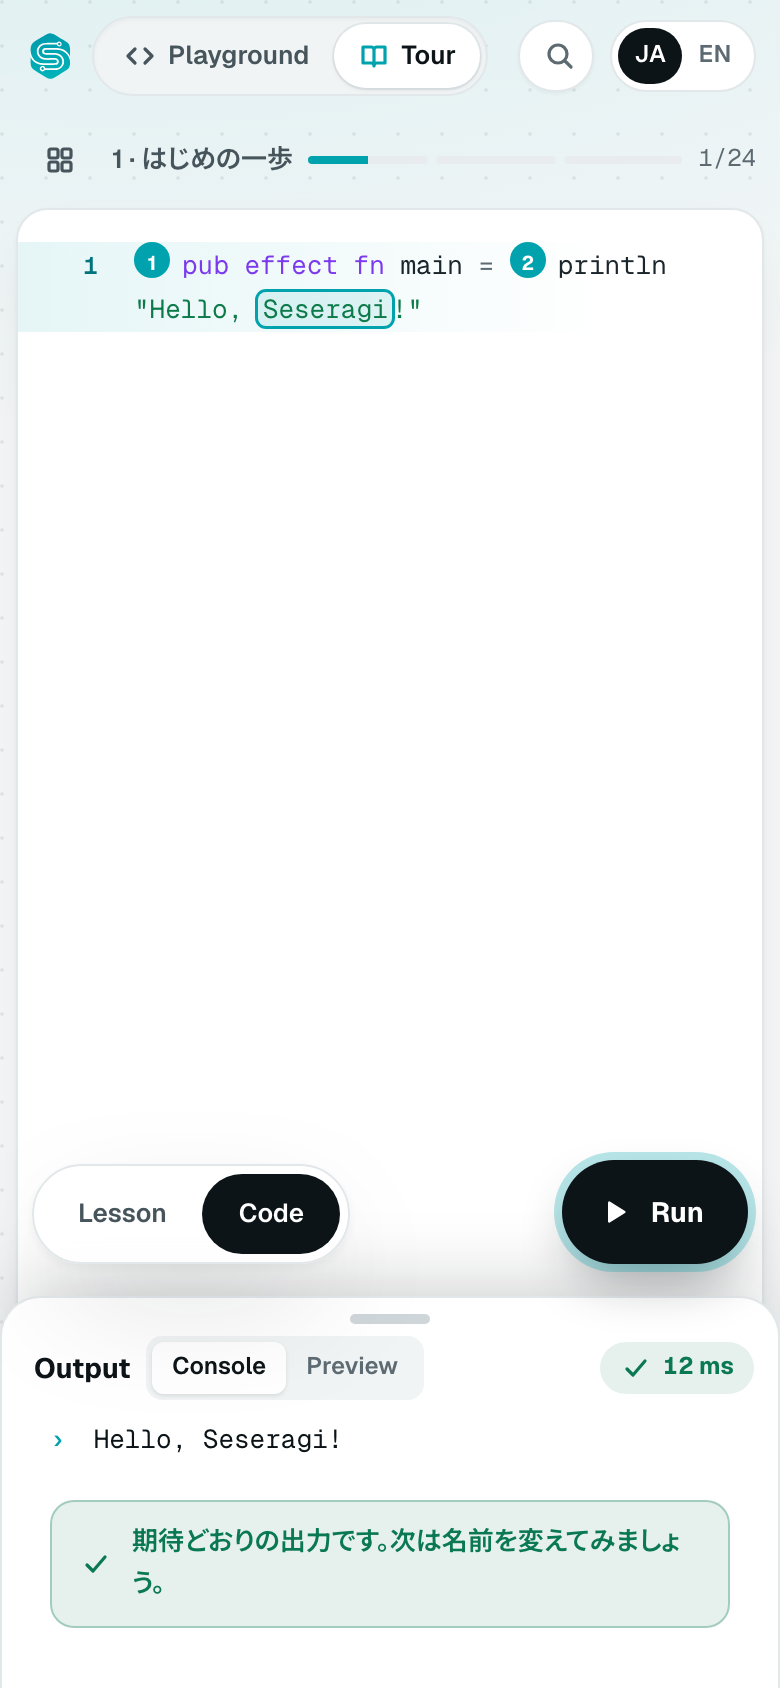 Playground Tour JA EN
1 · はじめの一歩 1/24
1 1 pub effect fn main = 2 println
"Hello, Seseragi!"
Lesson Code Run
Output Console Preview 12 ms
› Hello, Seseragi!
期待どおりの出力です。次は名前を変えてみましょ
う。